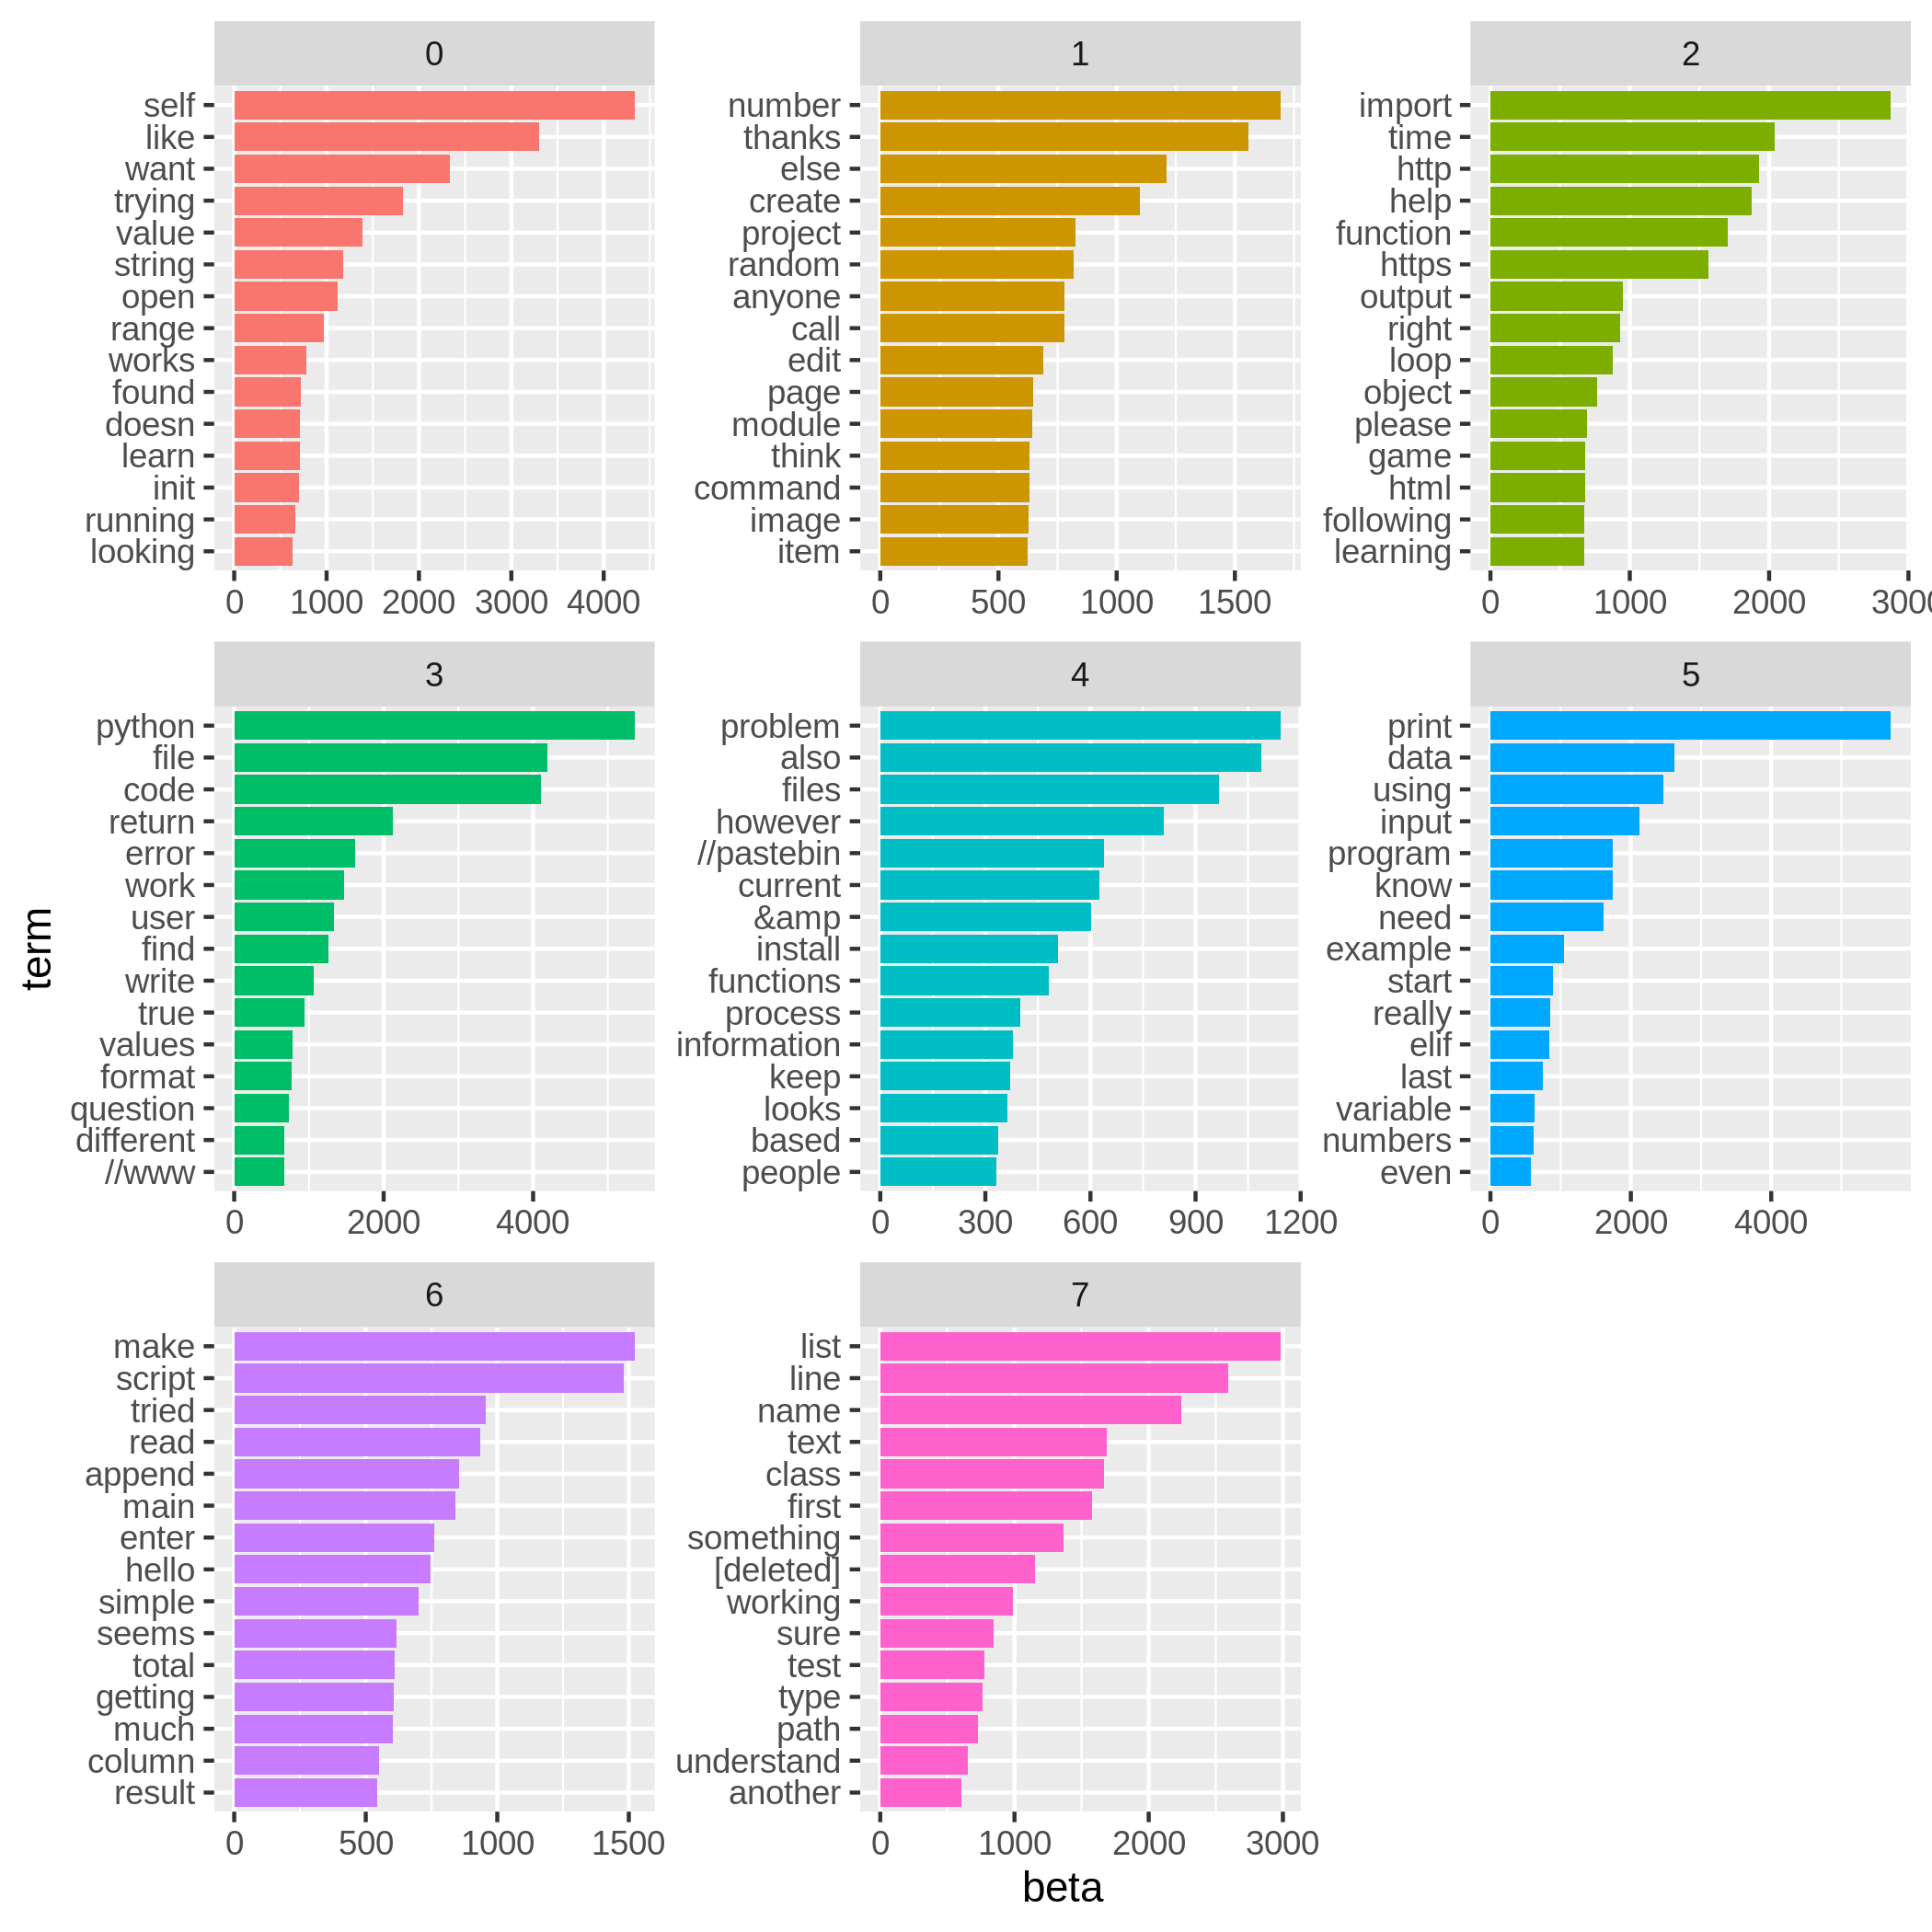 0
self
like
want
trying
value
string
open
range
works
found
doesn
learn
init
running
looking
0 1000 2000 3000 4000
1
number
thanks
else
create
project
random
anyone
call
edit
page
module
think
command
image
item
0 500 1000 1500
2
import
time
http
help
function
https
output
right
loop
object
please
game
html
following
learning
0 1000 2000 3000
3
python
file
code
return
error
work
user
find
write
true
values
format
question
different
//www
0 2000 4000
4
problem
also
files
however
//pastebin
current
&amp
install
functions
process
information
keep
looks
based
people
0 300 600 900 1200
5
print
data
using
input
program
know
need
example
start
really
elif
last
variable
numbers
even
0 2000 4000
6
make
script
tried
read
append
main
enter
hello
simple
seems
total
getting
much
column
result
0 500 1000 1500
7
list
line
name
text
class
first
something
[deleted]
working
sure
test
type
path
understand
another
0 1000 2000 3000
term
beta